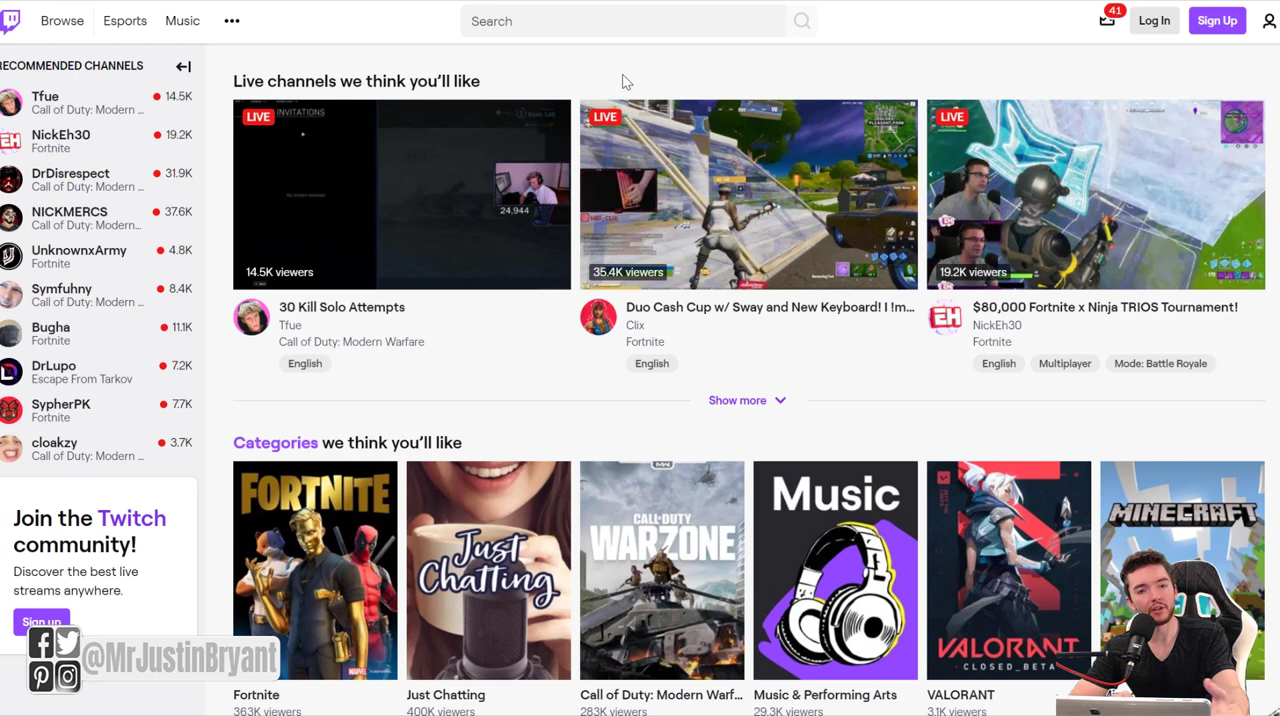 Browse
Esports
Music
•••
Search
41
Log In
Sign Up
RECOMMENDED CHANNELS
Tfue
14.5K
Call of Duty: Modern ...
NickEh30
19.2K
Fortnite
DrDisrespect
31.9K
Call of Duty: Modern ...
NICKMERCS
37.6K
Call of Duty: Modern ...
UnknownxArmy
4.8K
Fortnite
Symfuhny
8.4K
Call of Duty: Modern ...
Bugha
11.1K
Fortnite
DrLupo
7.2K
Escape From Tarkov
SypherPK
7.7K
Fortnite
cloakzy
3.7K
Call of Duty: Modern ...
Join the Twitch
community!
Discover the best live
streams anywhere.
Sign up
@MrJustinBryant
Live channels we think you'll like
LIVE
INVITATIONS
24,944
14.5K viewers
30 Kill Solo Attempts
Tfue
Call of Duty: Modern Warfare
English
LIVE
35.4K viewers
Duo Cash Cup w/ Sway and New Keyboard! I !m...
Clix
Fortnite
English
LIVE
19.2K viewers
EH
$80,000 Fortnite x Ninja TRIOS Tournament!
NickEh30
Fortnite
English
Multiplayer
Mode: Battle Royale
Show more
Categories we think you'll like
FORTNITE
MARVEL
Fortnite
363K viewers
Just
Chatting
Just Chatting
400K viewers
CALL OF DUTY
WARZONE
Call of Duty: Modern Warf...
283K viewers
Music
Music & Performing Arts
29.3K viewers
VALORANT
CLOSED_BETA
VALORANT
3.1K viewers
MINECRAFT